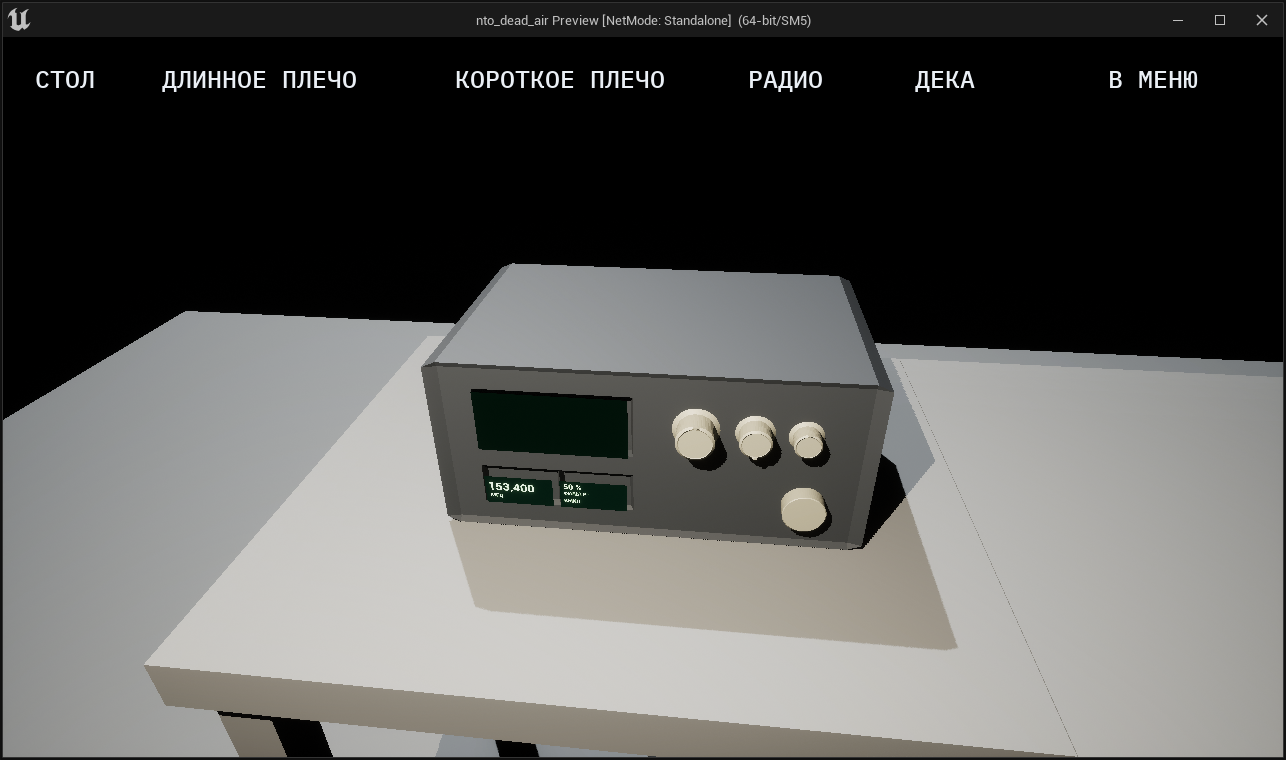 nto_dead_air Preview [NetMode: Standalone] (64-bit/SM5)
СТОЛ ДЛИННОЕ ПЛЕЧО КОРОТКОЕ ПЛЕЧО РАДИО ДЕКА В МЕНЮ
153,400
МГЦ
50 %